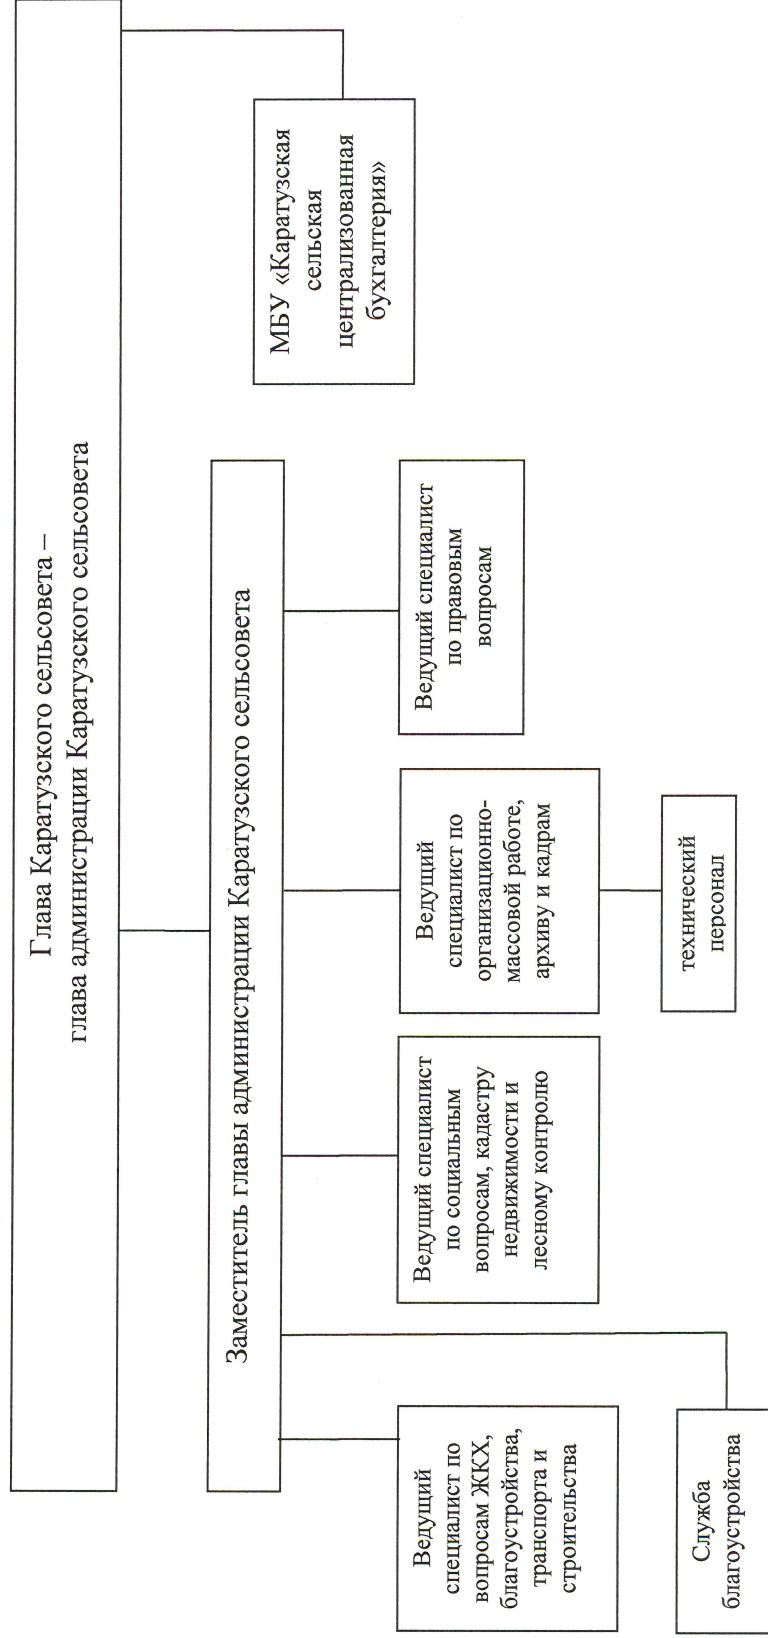 Глава Каратузского сельсовета –
глава администрации Каратузского сельсовета
Заместитель главы администрации Каратузского сельсовета
МБУ «Каратузская
сельская
централизованная
бухгалтерия»
Ведущий
специалист по
вопросам ЖКХ,
благоустройства,
транспорта и
строительства
Ведущий специалист
по социальным
вопросам, кадастру
недвижимости и
лесному контролю
Ведущий
специалист по
организационно-
массовой работе,
архиву и кадрам
Ведущий специалист
по правовым
вопросам
Служба
благоустройства
технический
персонал